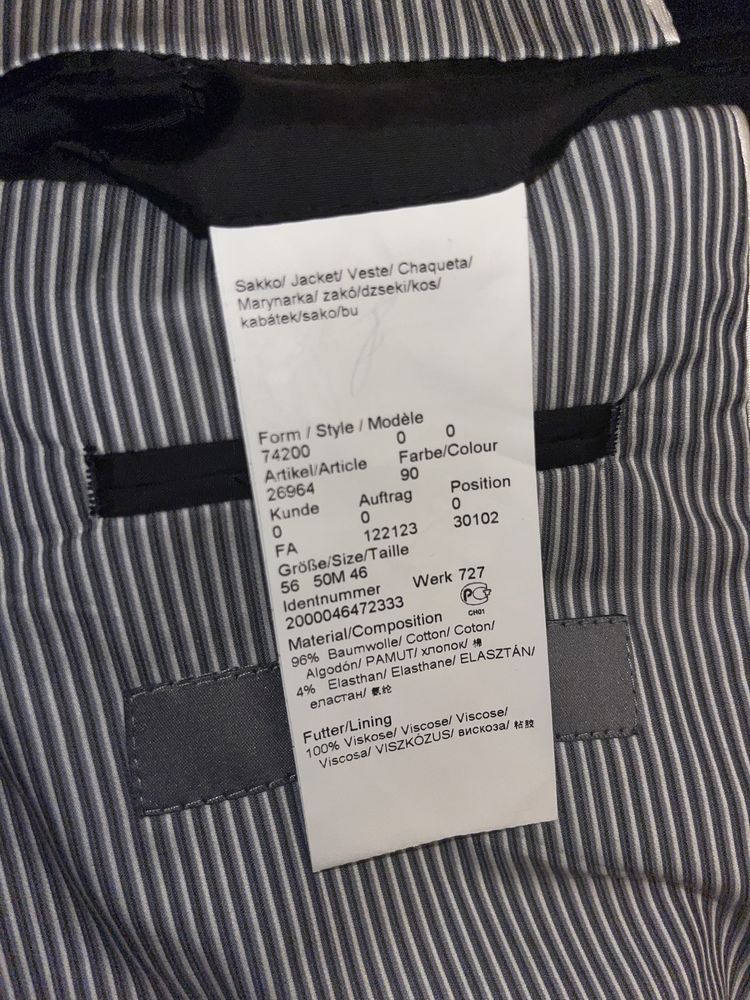 Sakko/ Jacket/ Veste/ Chaqueta/
Marynarka/ zakó/dzseki/kos/
kabátek/sako/bu
Form / Style / Modèle
74200 0 0
Artikel/Article Farbe/Colour
26964 90
Kunde Auftrag Position
0 0 0
FA 122123 30102
Größe/Size/Taille
56 50M 46 Werk 727
Identnummer
2000046472333
CH01
Material/Composition
96% Baumwolle/ Cotton/ Coton/
Algodón/ PAMUT/ хлопок/ 棉
4% Elasthan/ Elasthane/ ELASZTÁN/
еластан/ 氨纶
Futter/Lining
100% Viskose/ Viscose/ Viscose/
Viscosa/ VISZKÓZUS/ вискоза/ 粘胶